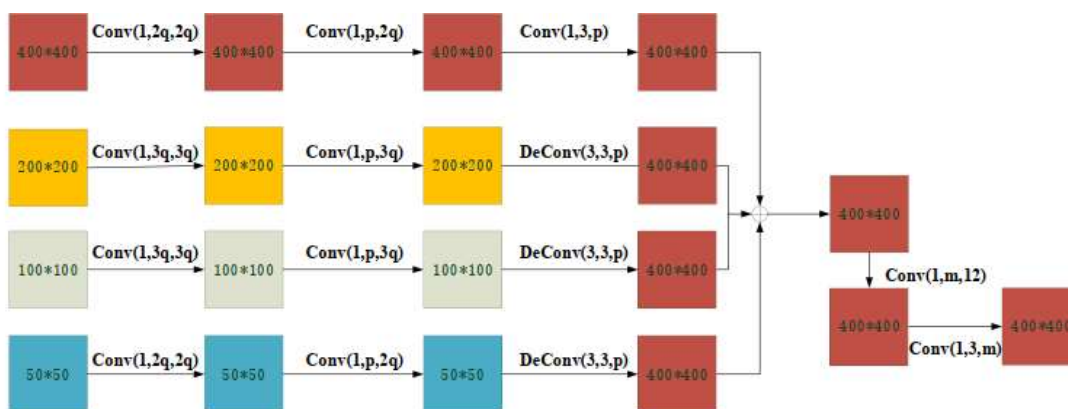 Conv(1,2q,2q)
Conv(1,p,2q)
Conv(1,3,p)
400*400
400*400
400*400
400*400
Conv(1,3q,3q)
Conv(1,p,3q)
DeConv(3,3,p)
200*200
200*200
200*200
400*400
400*400
Conv(1,3q,3q)
Conv(1,p,3q)
DeConv(3,3,p)
100*100
100*100
100*100
400*400
Conv(1,m,12)
400*400
400*400
Conv(1,3,m)
Conv(1,2q,2q)
Conv(1,p,2q)
DeConv(3,3,p)
50*50
50*50
50*50
400*400